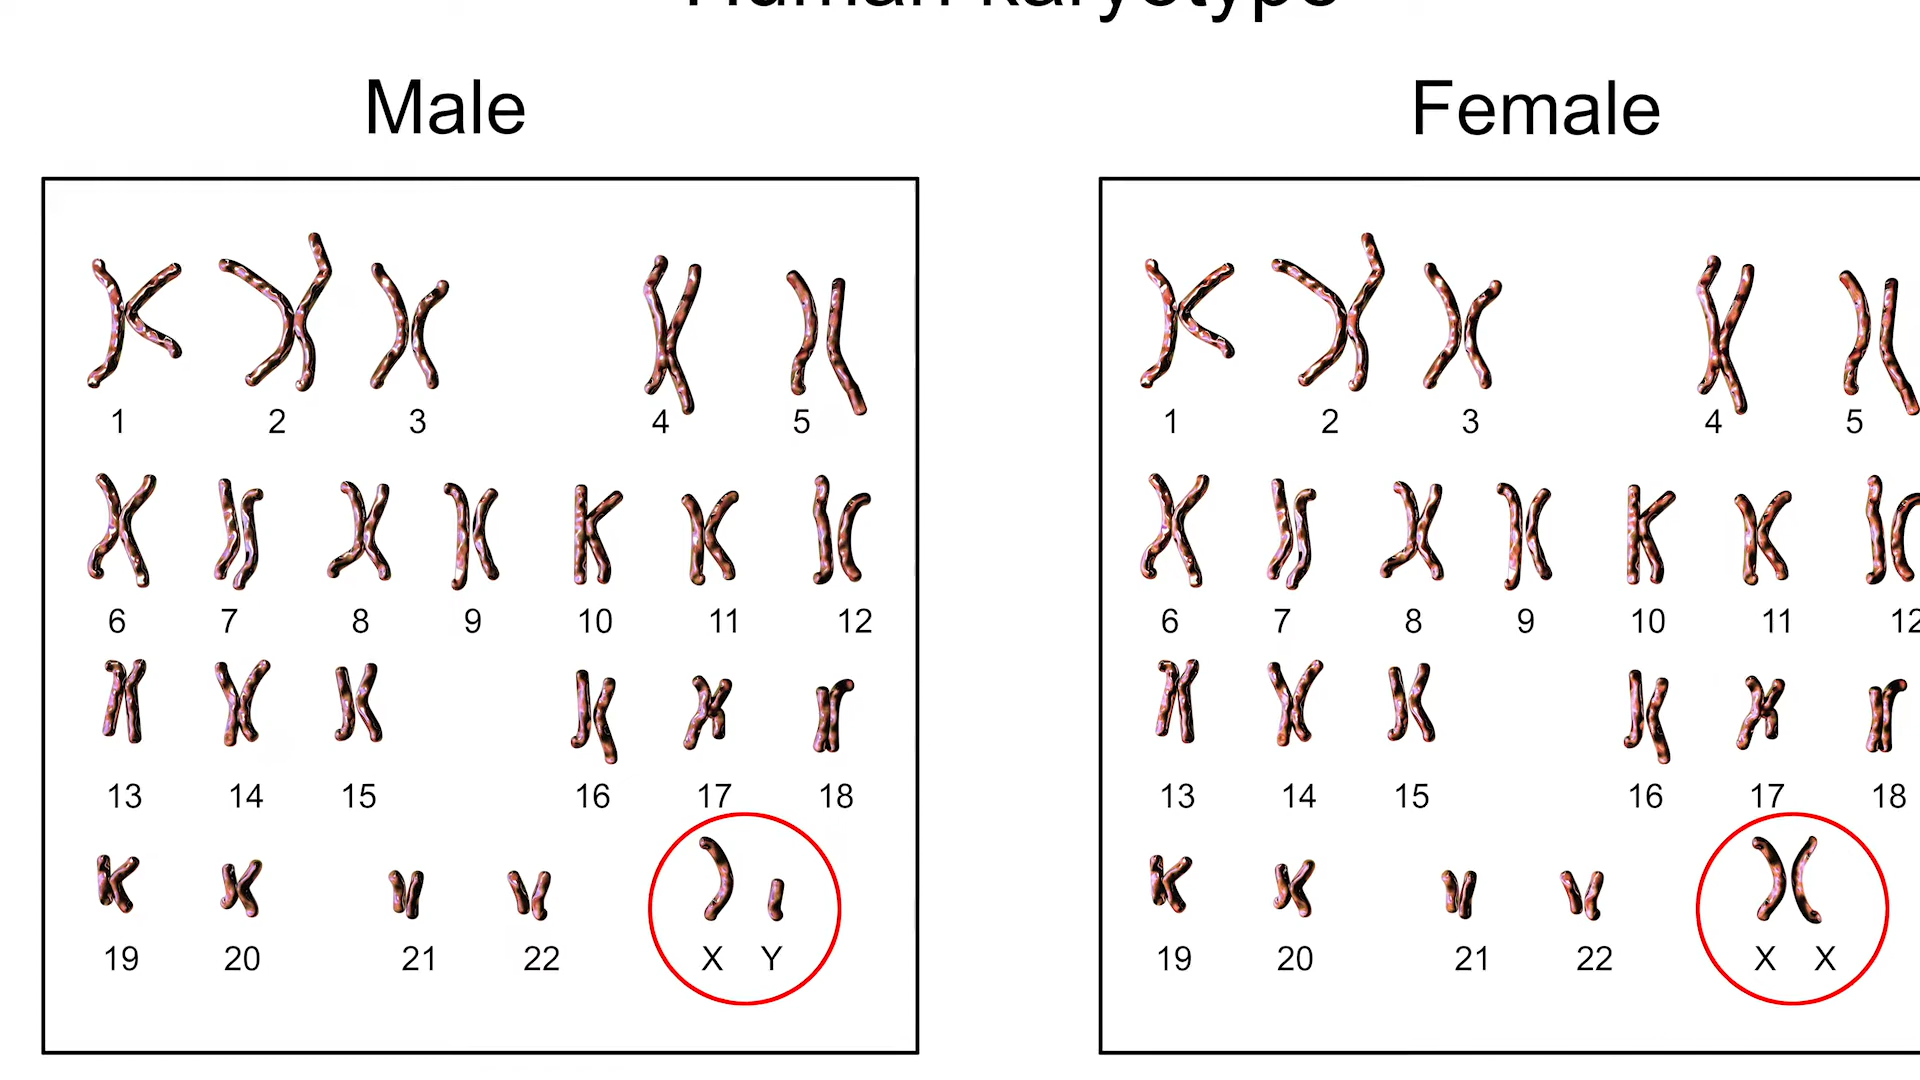 Human karyotype
Male
Female
1 2 3 4 5
6 7 8 9 10 11 12
13 14 15 16 17 18
19 20 21 22 X Y
1 2 3 4 5
6 7 8 9 10 11 12
13 14 15 16 17 18
19 20 21 22 X X